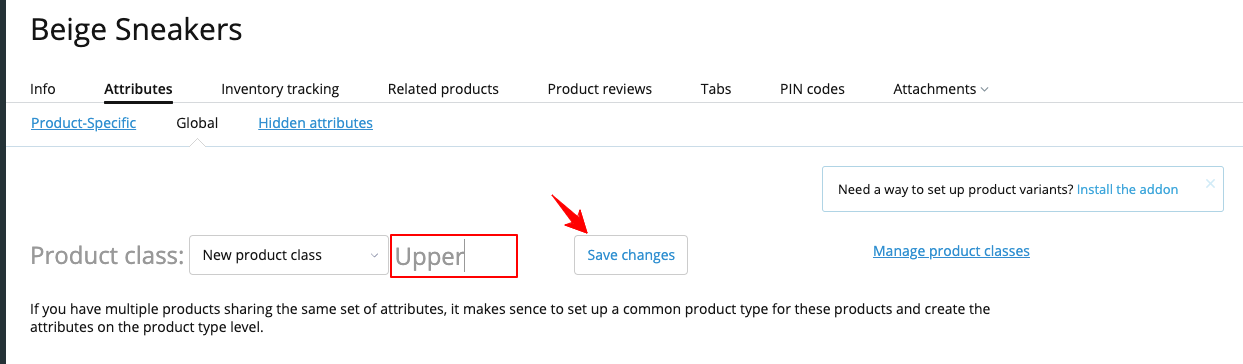 Beige Sneakers
Info Attributes Inventory tracking Related products Product reviews Tabs PIN codes Attachments
Product-Specific Global Hidden attributes
Need a way to set up product variants? Install the addon
Product class: New product class Upper Save changes Manage product classes
If you have multiple products sharing the same set of attributes, it makes sence to set up a common product type for these products and create the
attributes on the product type level.